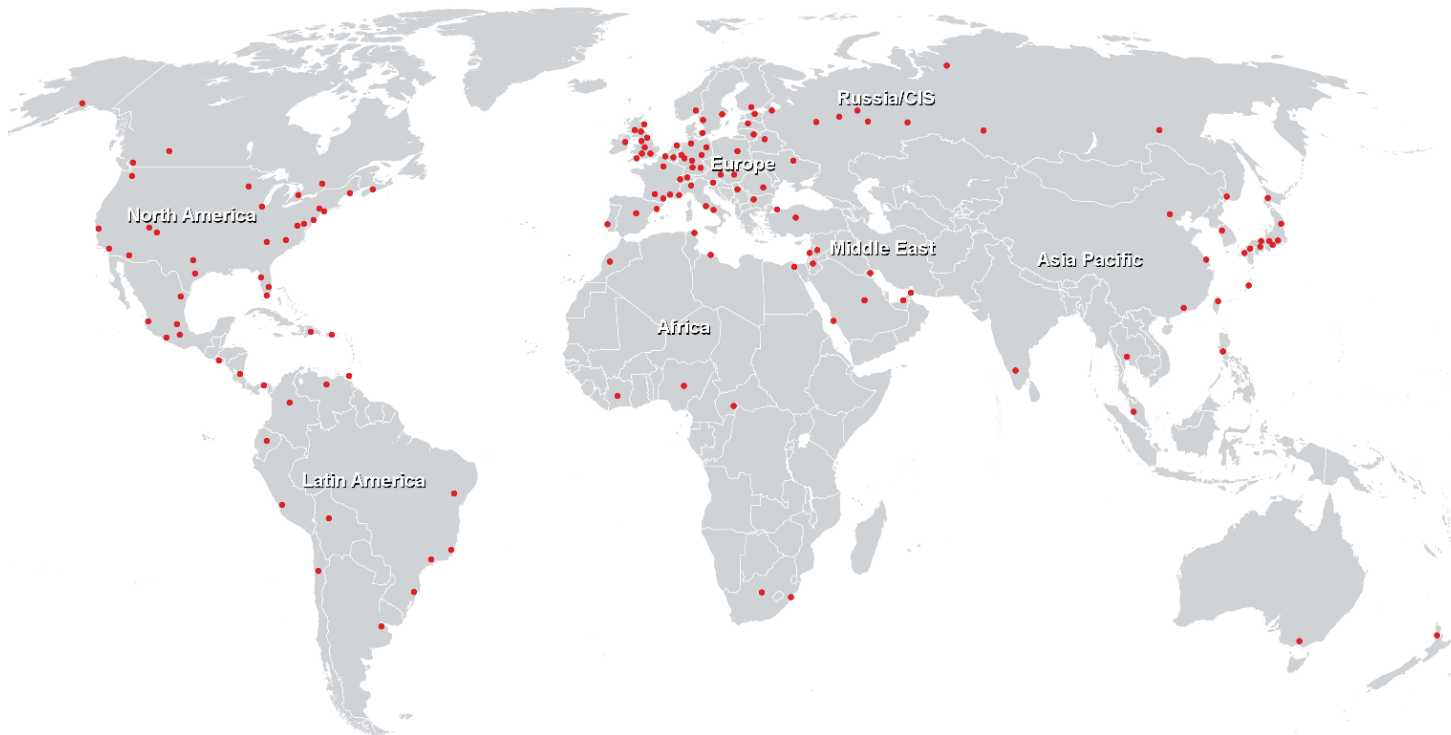 Russia/CIS
Europe
North America
Middle East
Asia Pacific
Africa
Latin America